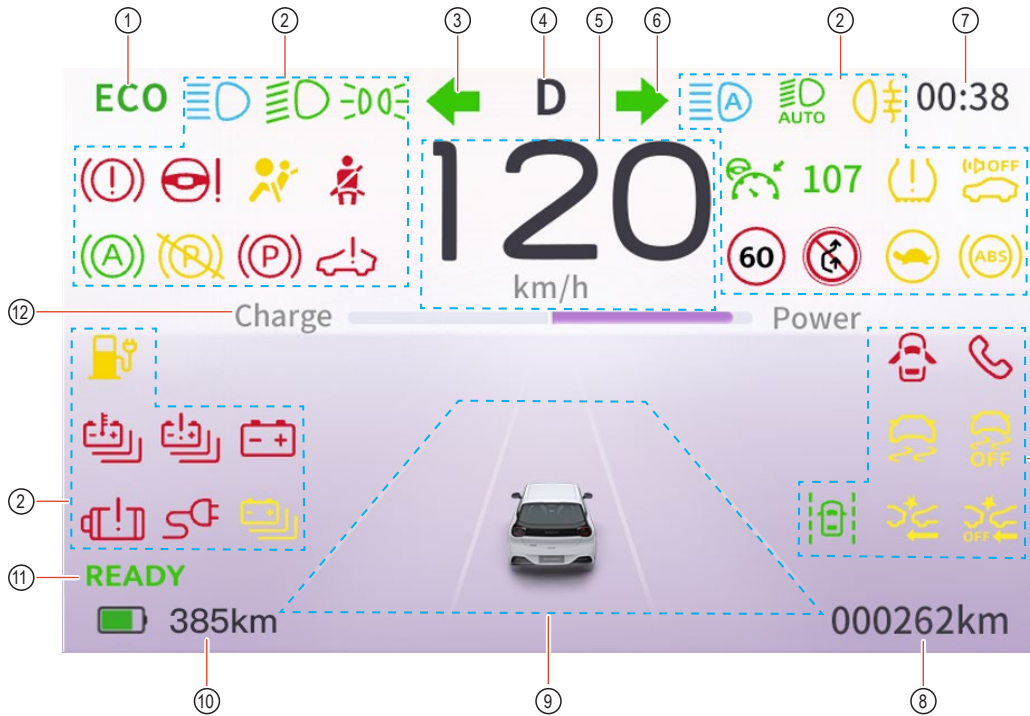 ① ② ③ ④ ⑤ ⑥ ② ⑦
ECO D A AUTO 00:38
120
107 OFF
A P P 60 ABS
km/h
⑫ Charge Power
OFF
②
OFF
⑪ READY
385km 000262km
⑩ ⑨ ⑧